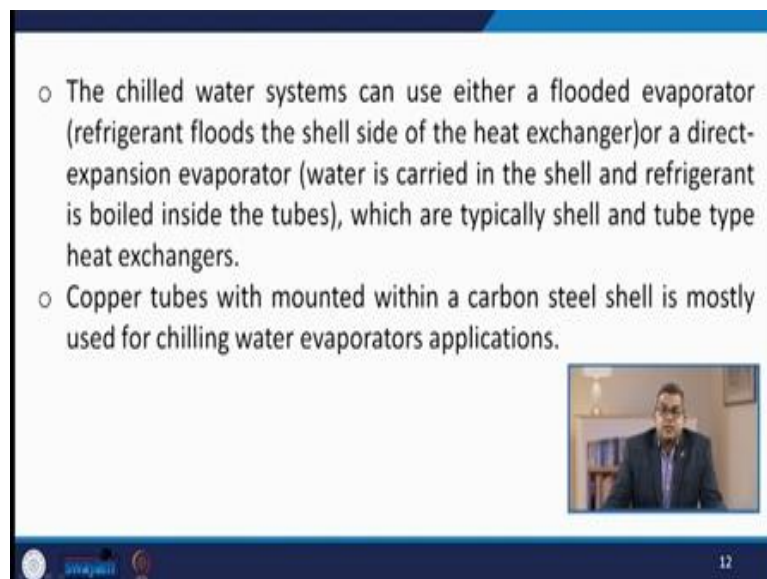 ○ The chilled water systems can use either a flooded evaporator
(refrigerant floods the shell side of the heat exchanger)or a direct-
expansion evaporator (water is carried in the shell and refrigerant
is boiled inside the tubes), which are typically shell and tube type
heat exchangers.
○ Copper tubes with mounted within a carbon steel shell is mostly
used for chilling water evaporators applications.
swayam
12